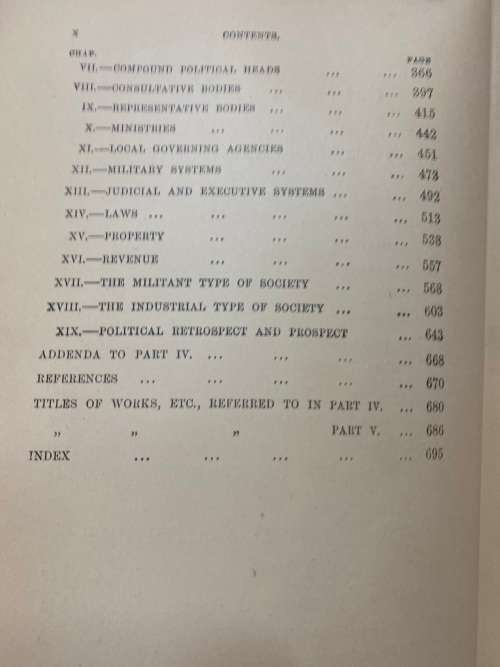 X CONTENTS.
CHAP. PAGE
VII.—COMPOUND POLITICAL HEADS ... ... 366
VIII.—CONSULTATIVE BODIES ... ... ... 397
IX.—REPRESENTATIVE BODIES ... ... ... 415
X.—MINISTRIES ... ... ... ... 442
XI.—LOCAL GOVERNING AGENCIES ... ... 451
XII.—MILITARY SYSTEMS ... ... ... 473
XIII.—JUDICIAL AND EXECUTIVE SYSTEMS ... ... 492
XIV.—LAWS ... ... ... ... ... 513
XV.—PROPERTY ... ... ... ... 538
XVI.—REVENUE ... ... ... ... 557
XVII.—THE MILITANT TYPE OF SOCIETY ... ... 568
XVIII.—THE INDUSTRIAL TYPE OF SOCIETY ... ... 603
XIX.—POLITICAL RETROSPECT AND PROSPECT ... 643
ADDENDA TO PART IV. ... ... ... ... 668
REFERENCES ... ... ... ... ... 670
TITLES OF WORKS, ETC., REFERRED TO IN PART IV. ... 680
„ „ „ PART V. ... 686
INDEX ... ... ... ... ... 695